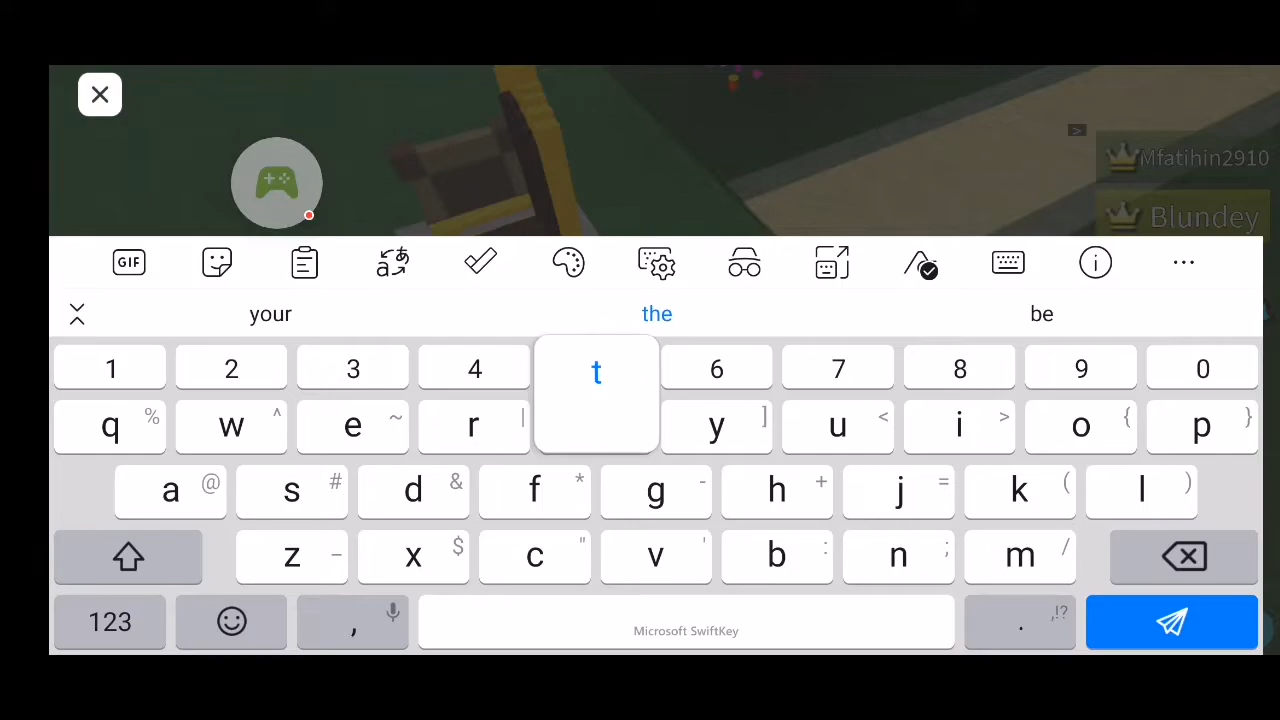 >
Mfatihin2910
Blundey
GIF
your the be
1 2 3 4 t 6 7 8 9 0
q % w ^ e ~ r | y ] u < i > o { p }
a @ s # d & f * g - h + j = k ( l )
z _ x $ c " v ' b : n ; m /
123 , Microsoft SwiftKey . ,!?